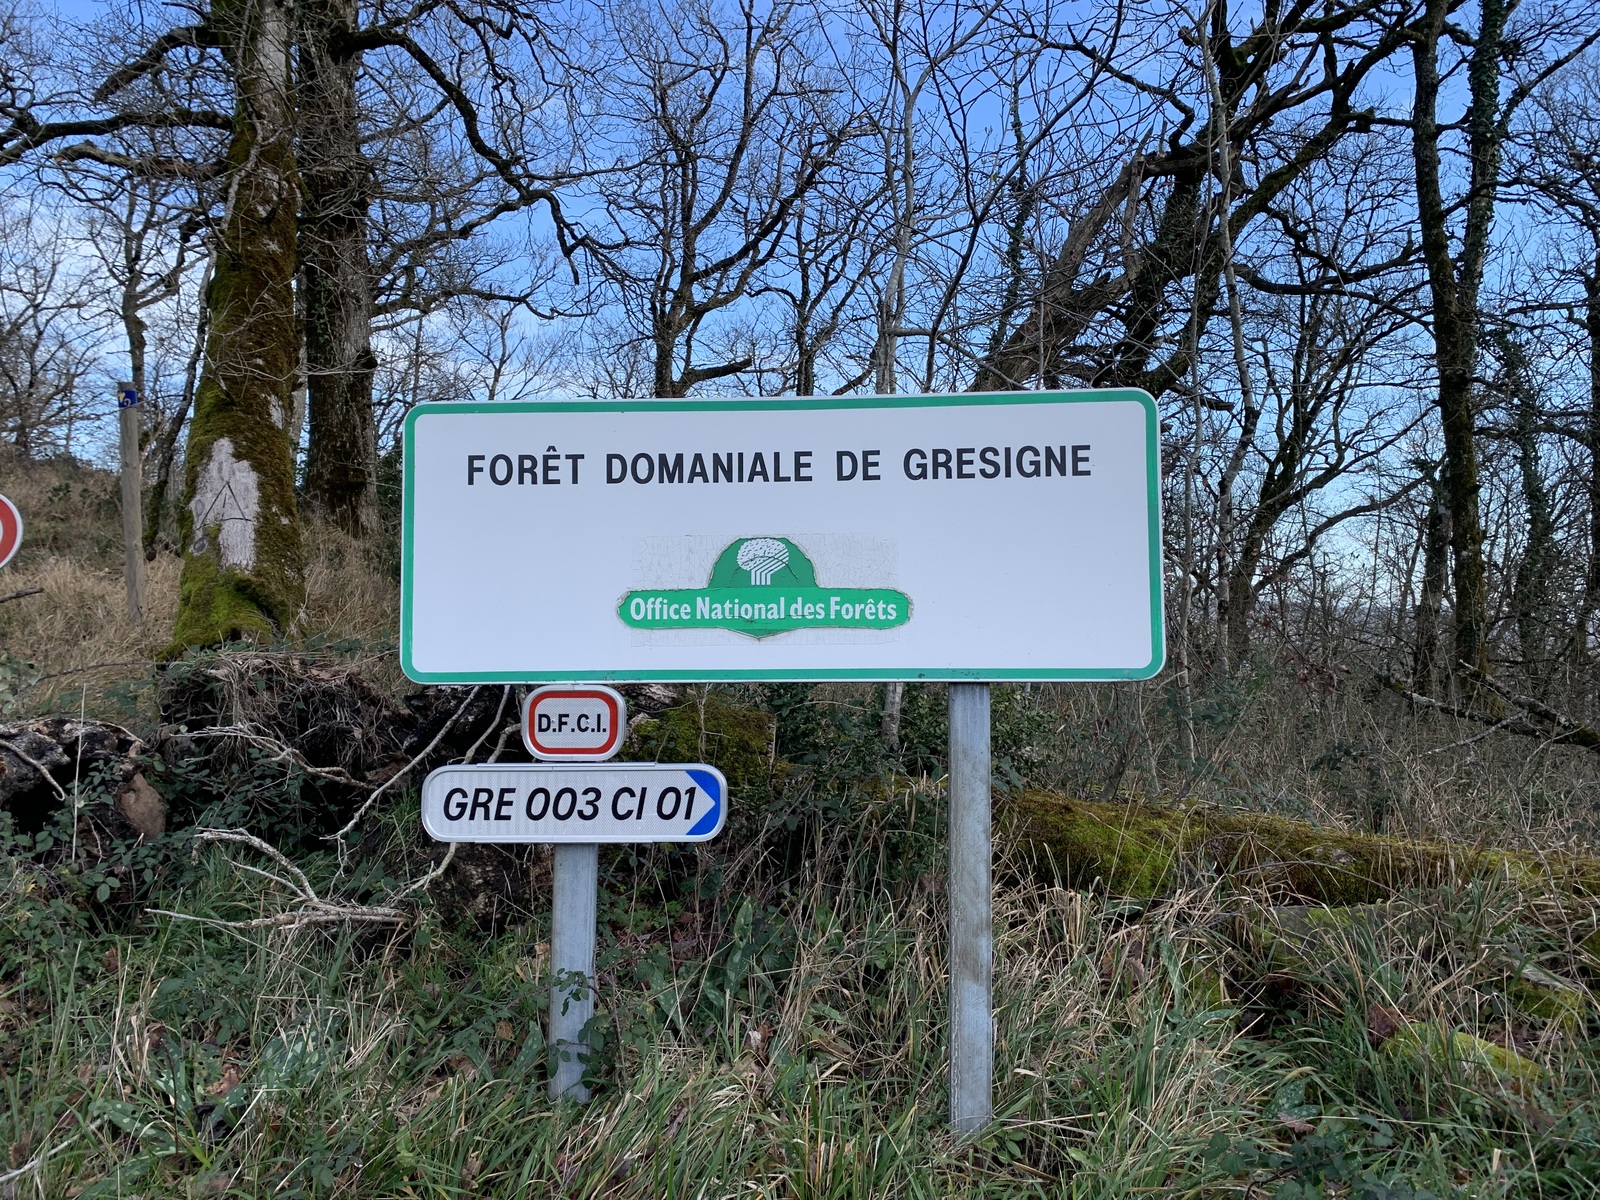 FORÊT DOMANIALE DE GRESIGNE
Office National des Forêts
D.F.C.I.
GRE 003 CI 01